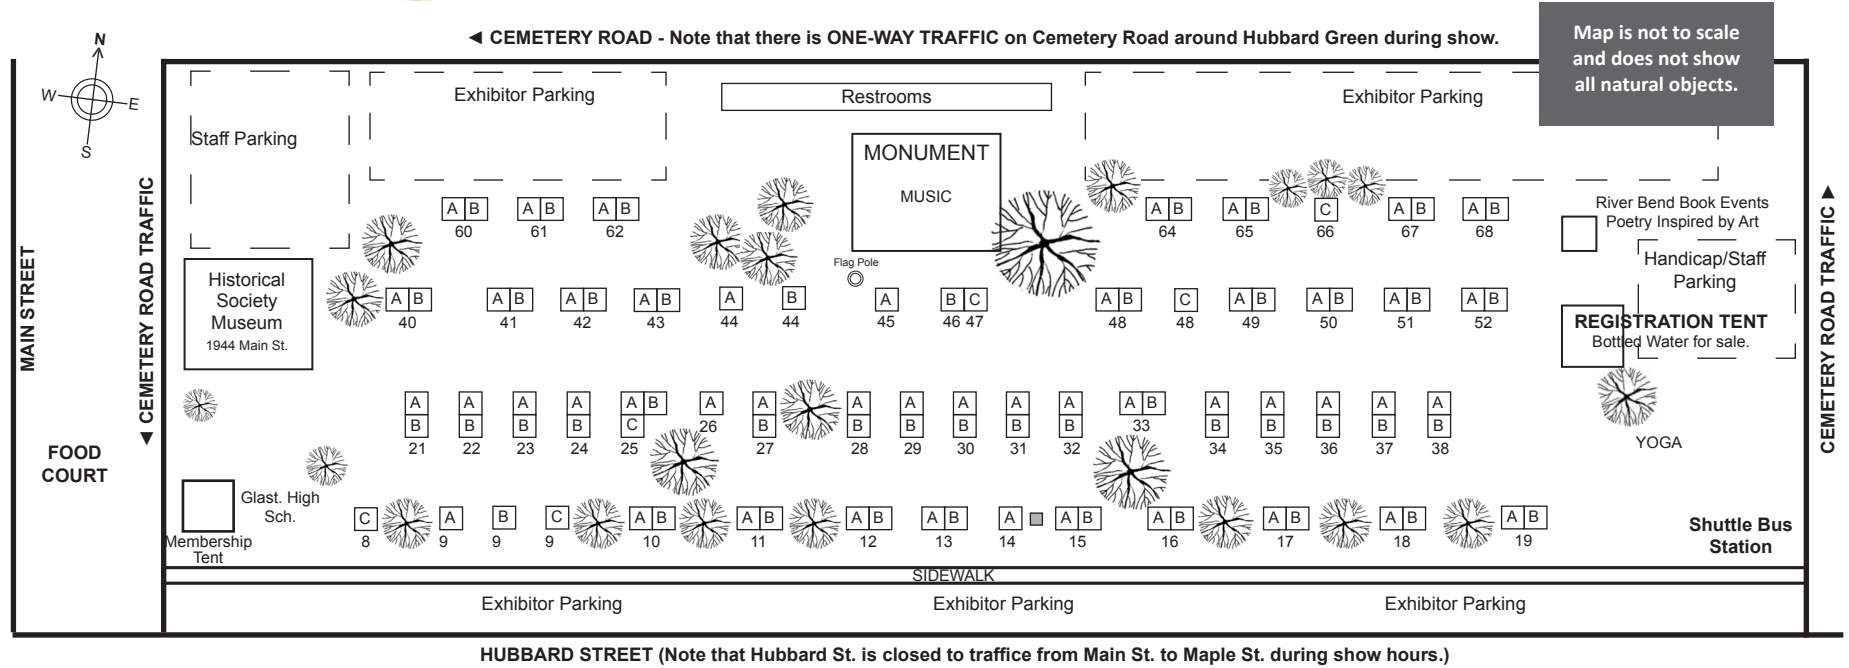 ◄ CEMETERY ROAD - Note that there is ONE-WAY TRAFFIC on Cemetery Road around Hubbard Green during show.
Map is not to scale
and does not show
all natural objects.
N
W E
S
MAIN STREET
FOOD
COURT
◄ CEMETERY ROAD TRAFFIC
Staff Parking
Exhibitor Parking
Restrooms
Exhibitor Parking
MONUMENT
MUSIC
A B A B A B
60 61 62
A B A B C A B A B
64 65 66 67 68
River Bend Book Events
Poetry Inspired by Art
Handicap/Staff
Parking
Flag Pole
Historical
Society
Museum
1944 Main St.
A B A B A B A B A B A B C A B C A B A B A B A B
40 41 42 43 44 44 45 46 47 48 48 49 50 51 52
REGISTRATION TENT
Bottled Water for sale.
CEMETERY ROAD TRAFFIC ►
A A A A A B A A A A A A A A B A A A A A
B B B B C B B B B B B B B B B B
21 22 23 24 25 26 27 28 29 30 31 32 33 34 35 36 37 38
YOGA
Glast. High
Sch.
Membership
Tent
C A B C A B A B A B A B A A B A B A B A B A B
8 9 9 9 10 11 12 13 14 15 16 17 18 19
Shuttle Bus
Station
SIDEWALK
Exhibitor Parking Exhibitor Parking Exhibitor Parking
HUBBARD STREET (Note that Hubbard St. is closed to traffice from Main St. to Maple St. during show hours.)